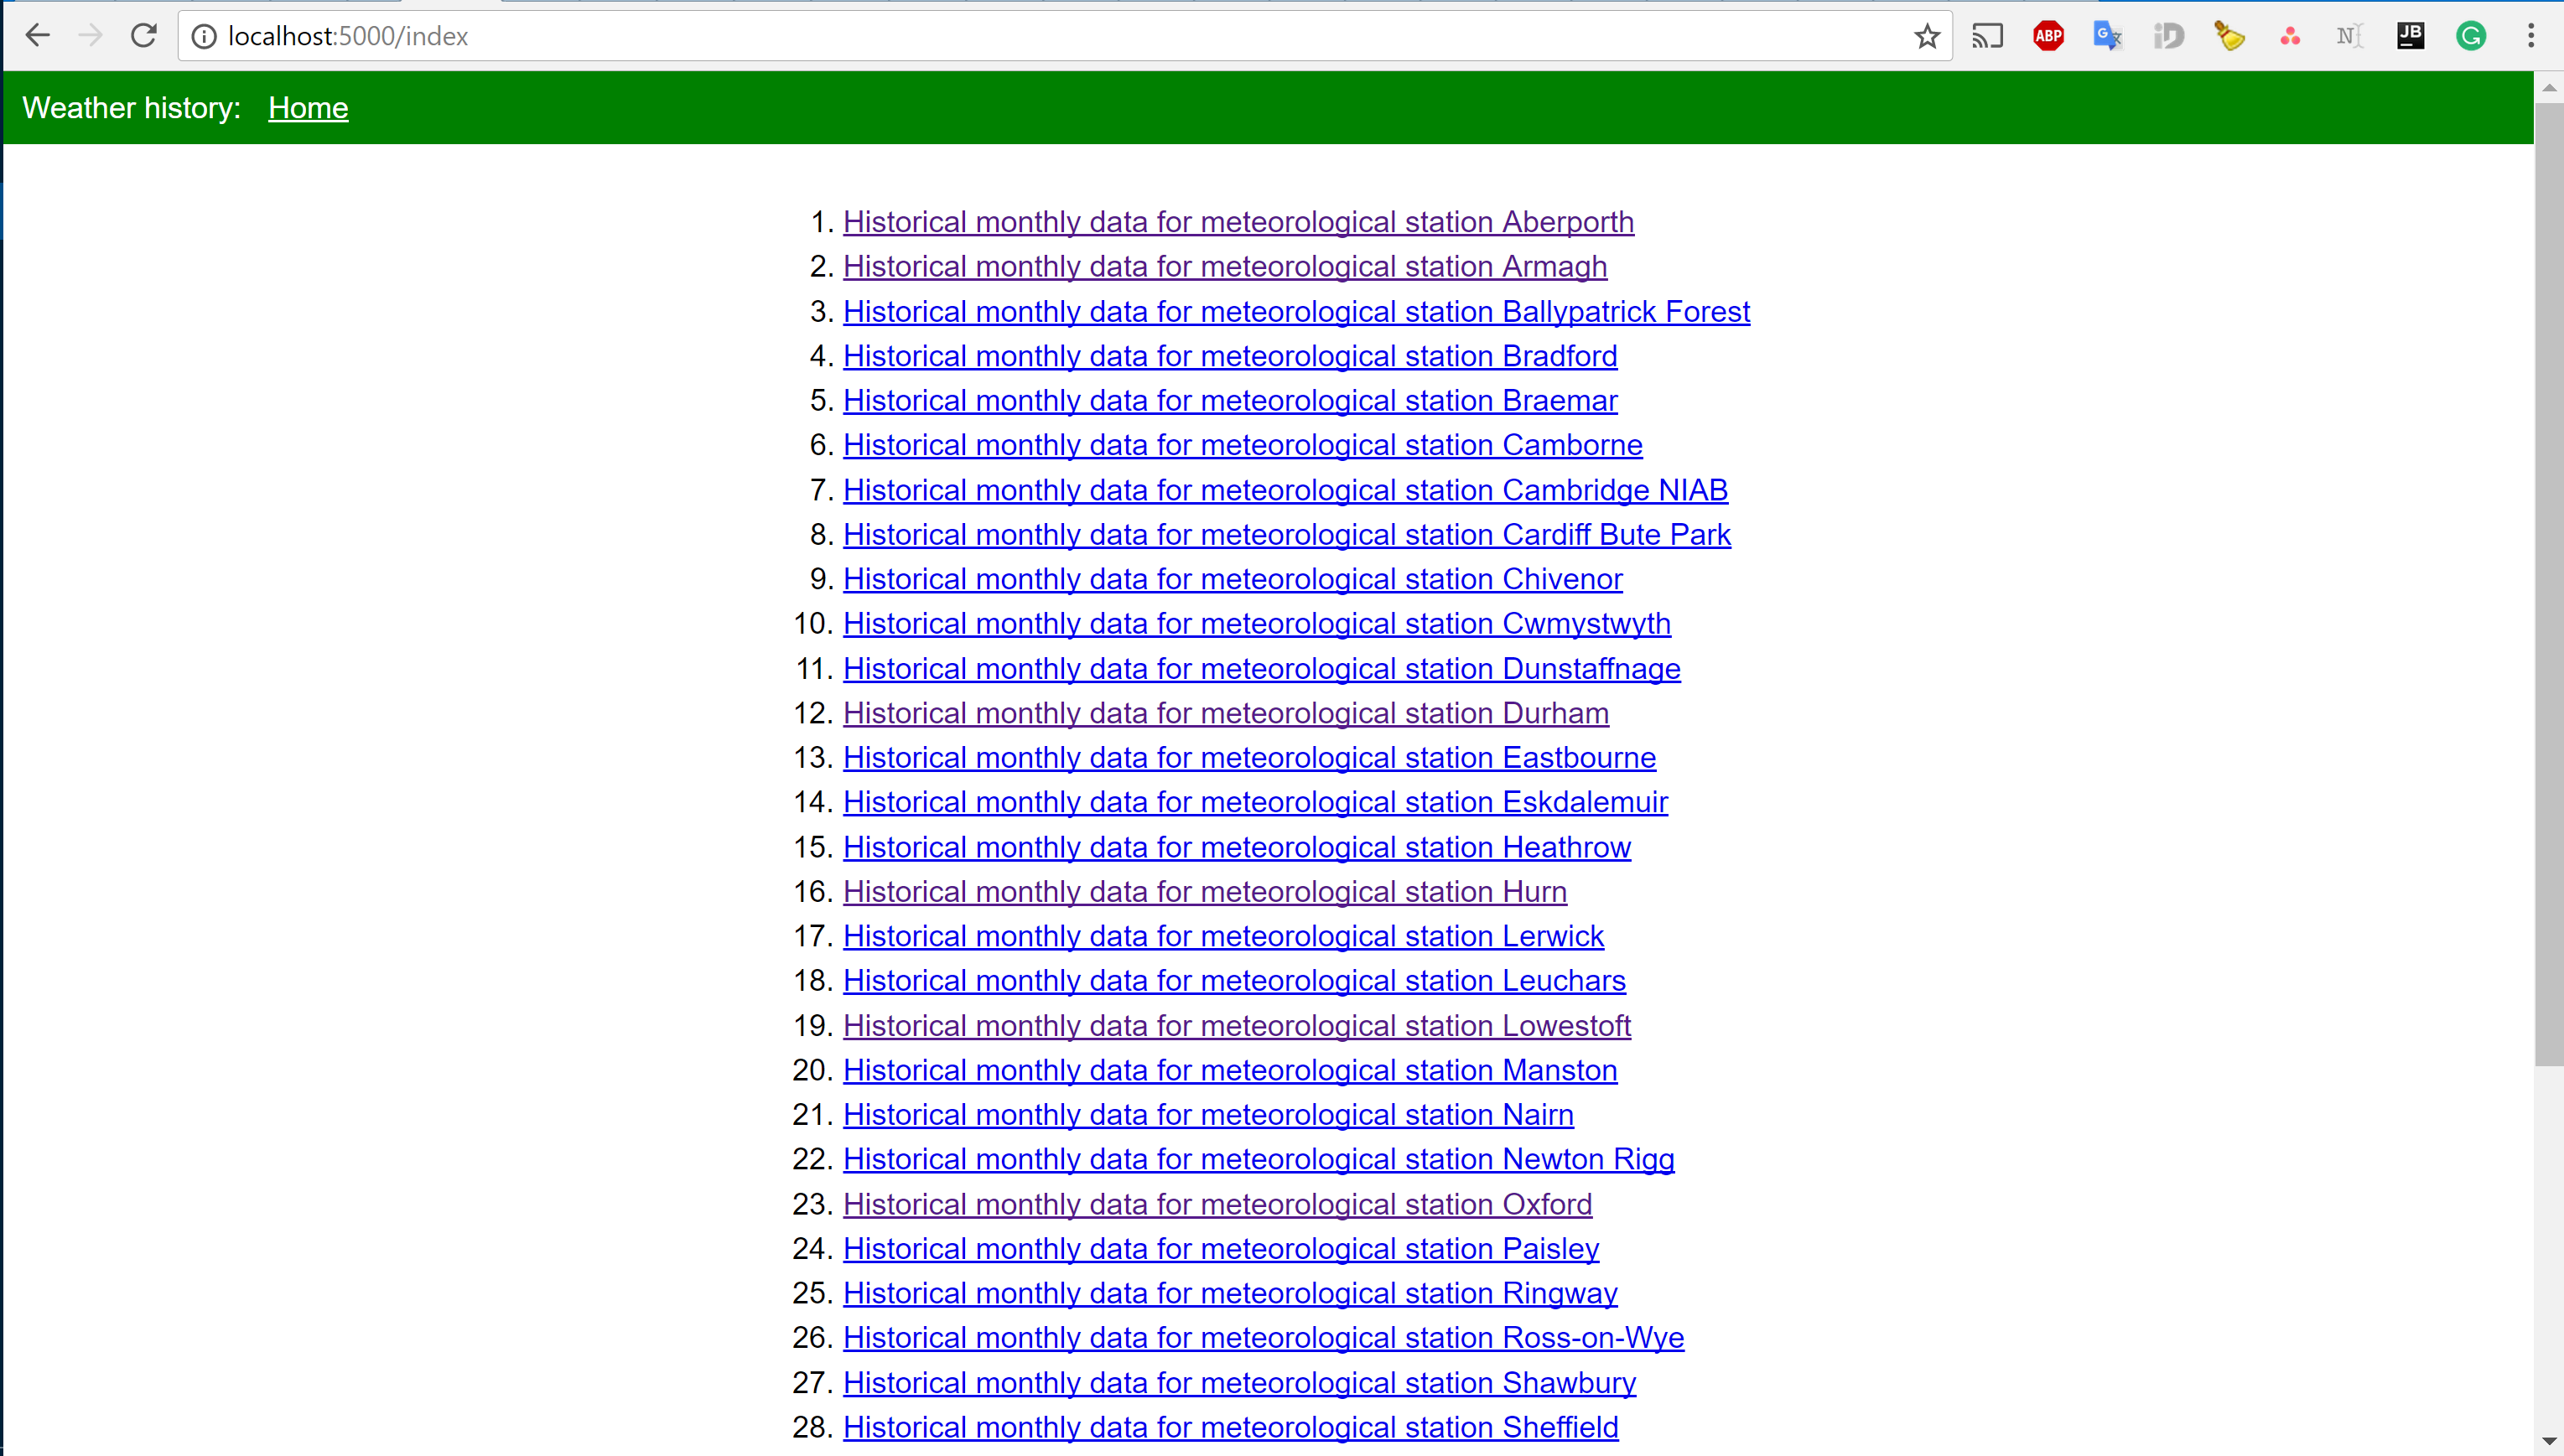 localhost:5000/index
ABP
JB
Weather history: Home
1. Historical monthly data for meteorological station Aberporth
2. Historical monthly data for meteorological station Armagh
3. Historical monthly data for meteorological station Ballypatrick Forest
4. Historical monthly data for meteorological station Bradford
5. Historical monthly data for meteorological station Braemar
6. Historical monthly data for meteorological station Camborne
7. Historical monthly data for meteorological station Cambridge NIAB
8. Historical monthly data for meteorological station Cardiff Bute Park
9. Historical monthly data for meteorological station Chivenor
10. Historical monthly data for meteorological station Cwmystwyth
11. Historical monthly data for meteorological station Dunstaffnage
12. Historical monthly data for meteorological station Durham
13. Historical monthly data for meteorological station Eastbourne
14. Historical monthly data for meteorological station Eskdalemuir
15. Historical monthly data for meteorological station Heathrow
16. Historical monthly data for meteorological station Hurn
17. Historical monthly data for meteorological station Lerwick
18. Historical monthly data for meteorological station Leuchars
19. Historical monthly data for meteorological station Lowestoft
20. Historical monthly data for meteorological station Manston
21. Historical monthly data for meteorological station Nairn
22. Historical monthly data for meteorological station Newton Rigg
23. Historical monthly data for meteorological station Oxford
24. Historical monthly data for meteorological station Paisley
25. Historical monthly data for meteorological station Ringway
26. Historical monthly data for meteorological station Ross-on-Wye
27. Historical monthly data for meteorological station Shawbury
28. Historical monthly data for meteorological station Sheffield